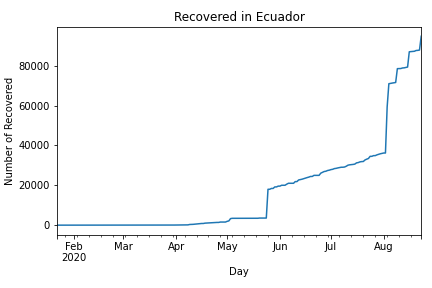 Recovered in Ecuador
Number of Recovered
80000
60000
40000
20000
0
Feb
2020
Mar
Apr
May
Jun
Jul
Aug
Day